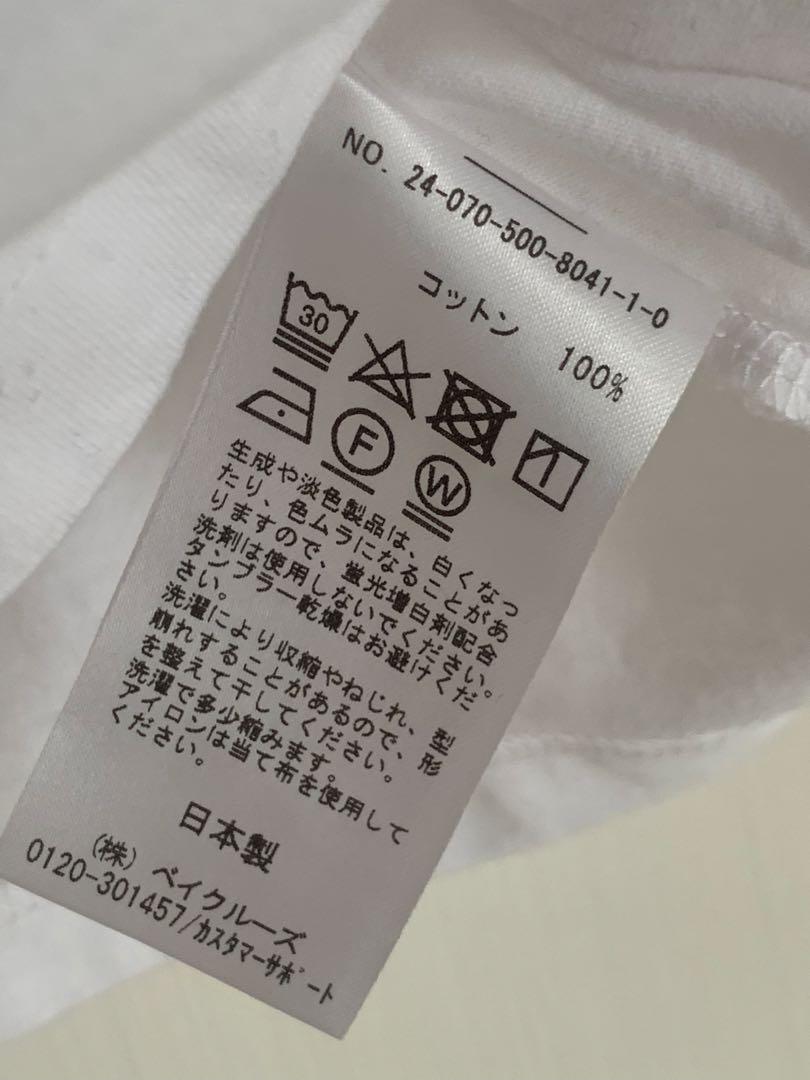 NO. 24-070-500-8041-1-0
コットン 100%
30
F
W
生成や淡色製品は、白くなっ
たり、色ムラになることがあ
りますので、蛍光増白剤配合
洗剤は使用しないでください。
タンブラー乾燥はお避けくだ
さい。
洗濯により収縮やねじれ、型
崩れすることがあるので、形
を整えて干してください。
洗濯で多少縮みます。
アイロンは当て布を使用して
ください。
日本製
(株) ベイクルーズ
0120-301457/カスタマーサポート